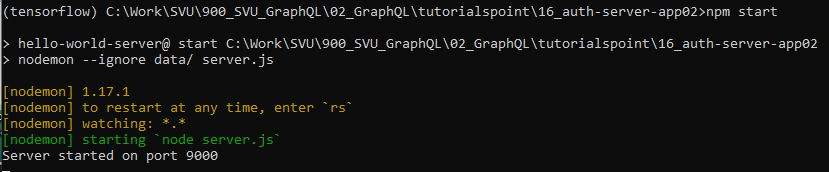 (tensorflow) C:\Work\SVU\900_SVU_GraphQL\02_GraphQL\tutorialspoint\16_auth-server-app02>npm start
> hello-world-server@ start C:\Work\SVU\900_SVU_GraphQL\02_GraphQL\tutorialspoint\16_auth-server-app02
> nodemon --ignore data/ server.js
[nodemon] 1.17.1
[nodemon] to restart at any time, enter `rs`
[nodemon] watching: *.*
[nodemon] starting `node server.js`
Server started on port 9000